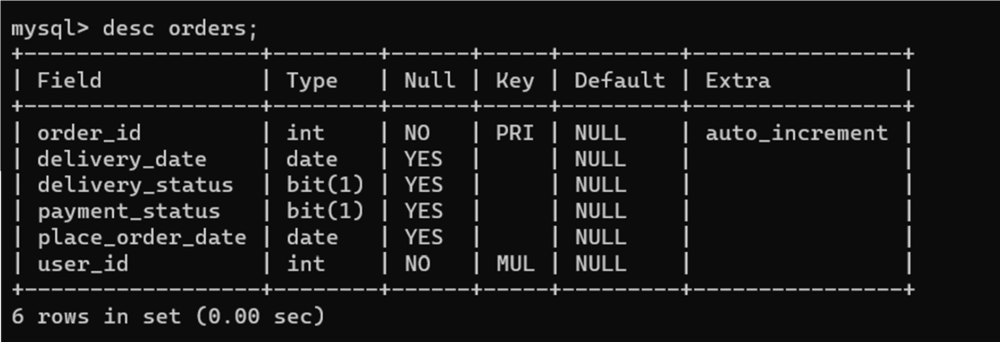 mysql> desc orders;
+------------------+--------+------+-----+---------+----------------+
| Field            | Type   | Null | Key | Default | Extra          |
+------------------+--------+------+-----+---------+----------------+
| order_id         | int    | NO   | PRI | NULL    | auto_increment |
| delivery_date    | date   | YES  |     | NULL    |                |
| delivery_status  | bit(1) | YES  |     | NULL    |                |
| payment_status   | bit(1) | YES  |     | NULL    |                |
| place_order_date | date   | YES  |     | NULL    |                |
| user_id          | int    | NO   | MUL | NULL    |                |
+------------------+--------+------+-----+---------+----------------+
6 rows in set (0.00 sec)